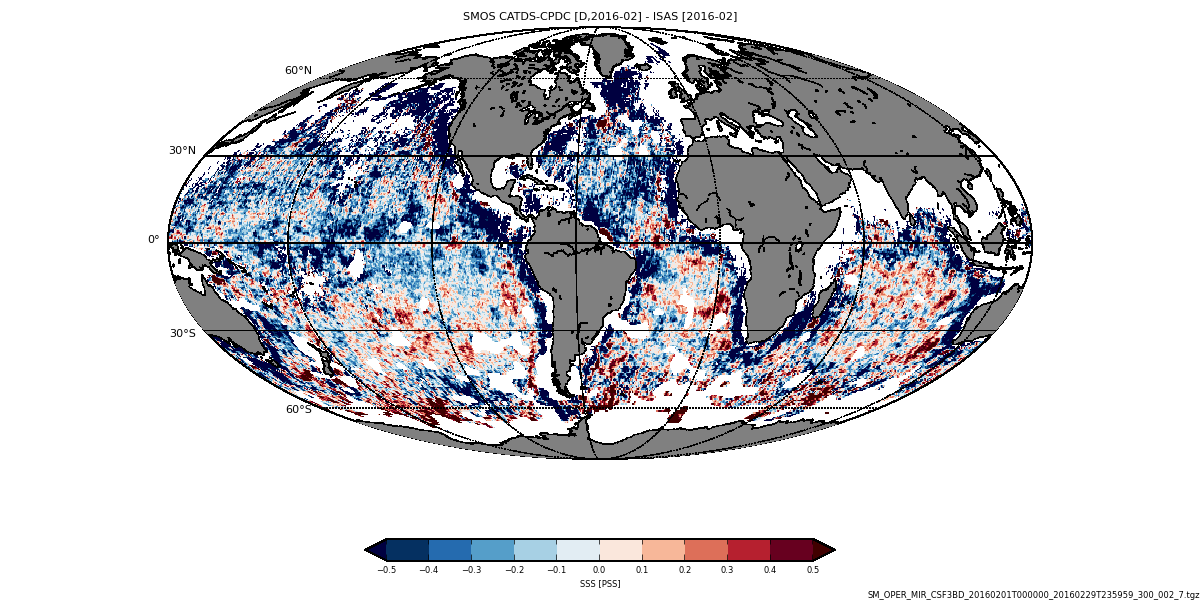 SMOS CATDS-CPDC [D,2016-02] - ISAS [2016-02]
60°N
30°N
0°
30°S
60°S
−0.5 −0.4 −0.3 −0.2 −0.1 0.0 0.1 0.2 0.3 0.4 0.5
SSS [PSS]
SM_OPER_MIR_CSF3BD_20160201T000000_20160229T235959_300_002_7.tgz